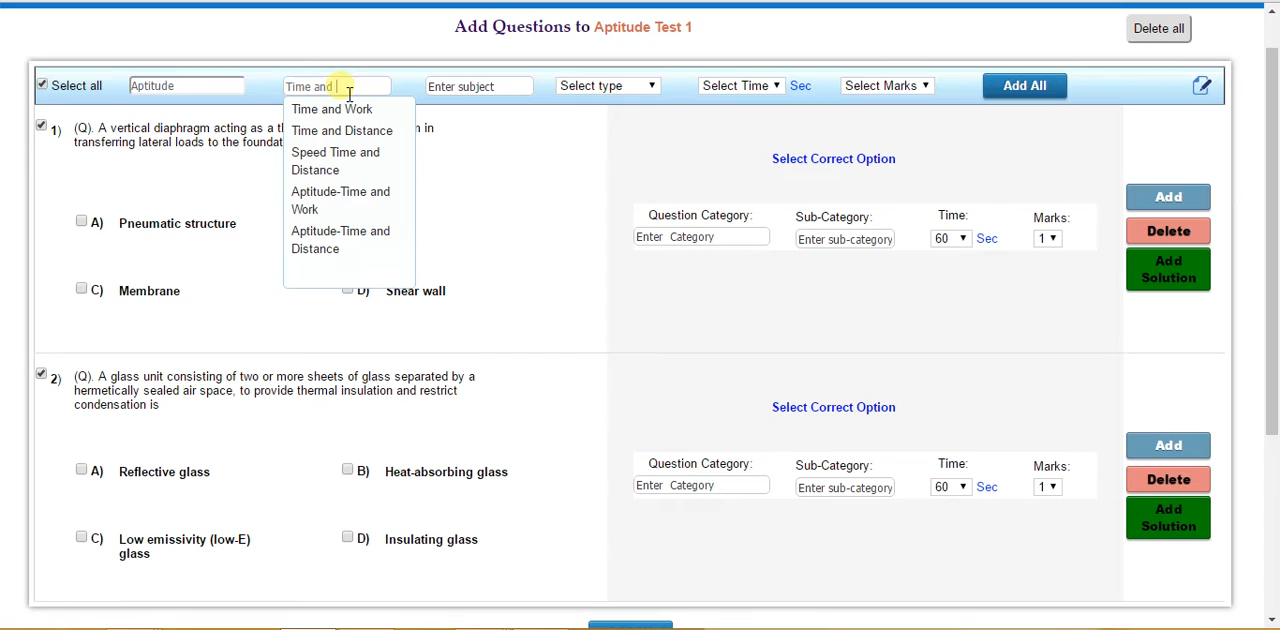 Add Questions to Aptitude Test 1
Delete all
Select all
Aptitude
Time and
Enter subject
Select type
Select Time
Sec
Select Marks
Add All
Time and Work
Time and Distance
Speed Time and
Distance
Aptitude-Time and
Work
Aptitude-Time and
Distance
1)
(Q). A vertical diaphragm acting as a in
transferring lateral loads to the
A) Pneumatic structure
C) Membrane
D) Shear wall
Select Correct Option
Question Category:
Enter Category
Sub-Category:
Enter sub-category
Time:
60
Sec
Marks:
1
Add
Delete
Add
Solution
2)
(Q). A glass unit consisting of two or more sheets of glass separated by a
hermetically sealed air space, to provide thermal insulation and restrict
condensation is
A) Reflective glass
B) Heat-absorbing glass
C) Low emissivity (low-E)
glass
D) Insulating glass
Select Correct Option
Question Category:
Enter Category
Sub-Category:
Enter sub-category
Time:
60
Sec
Marks:
1
Add
Delete
Add
Solution